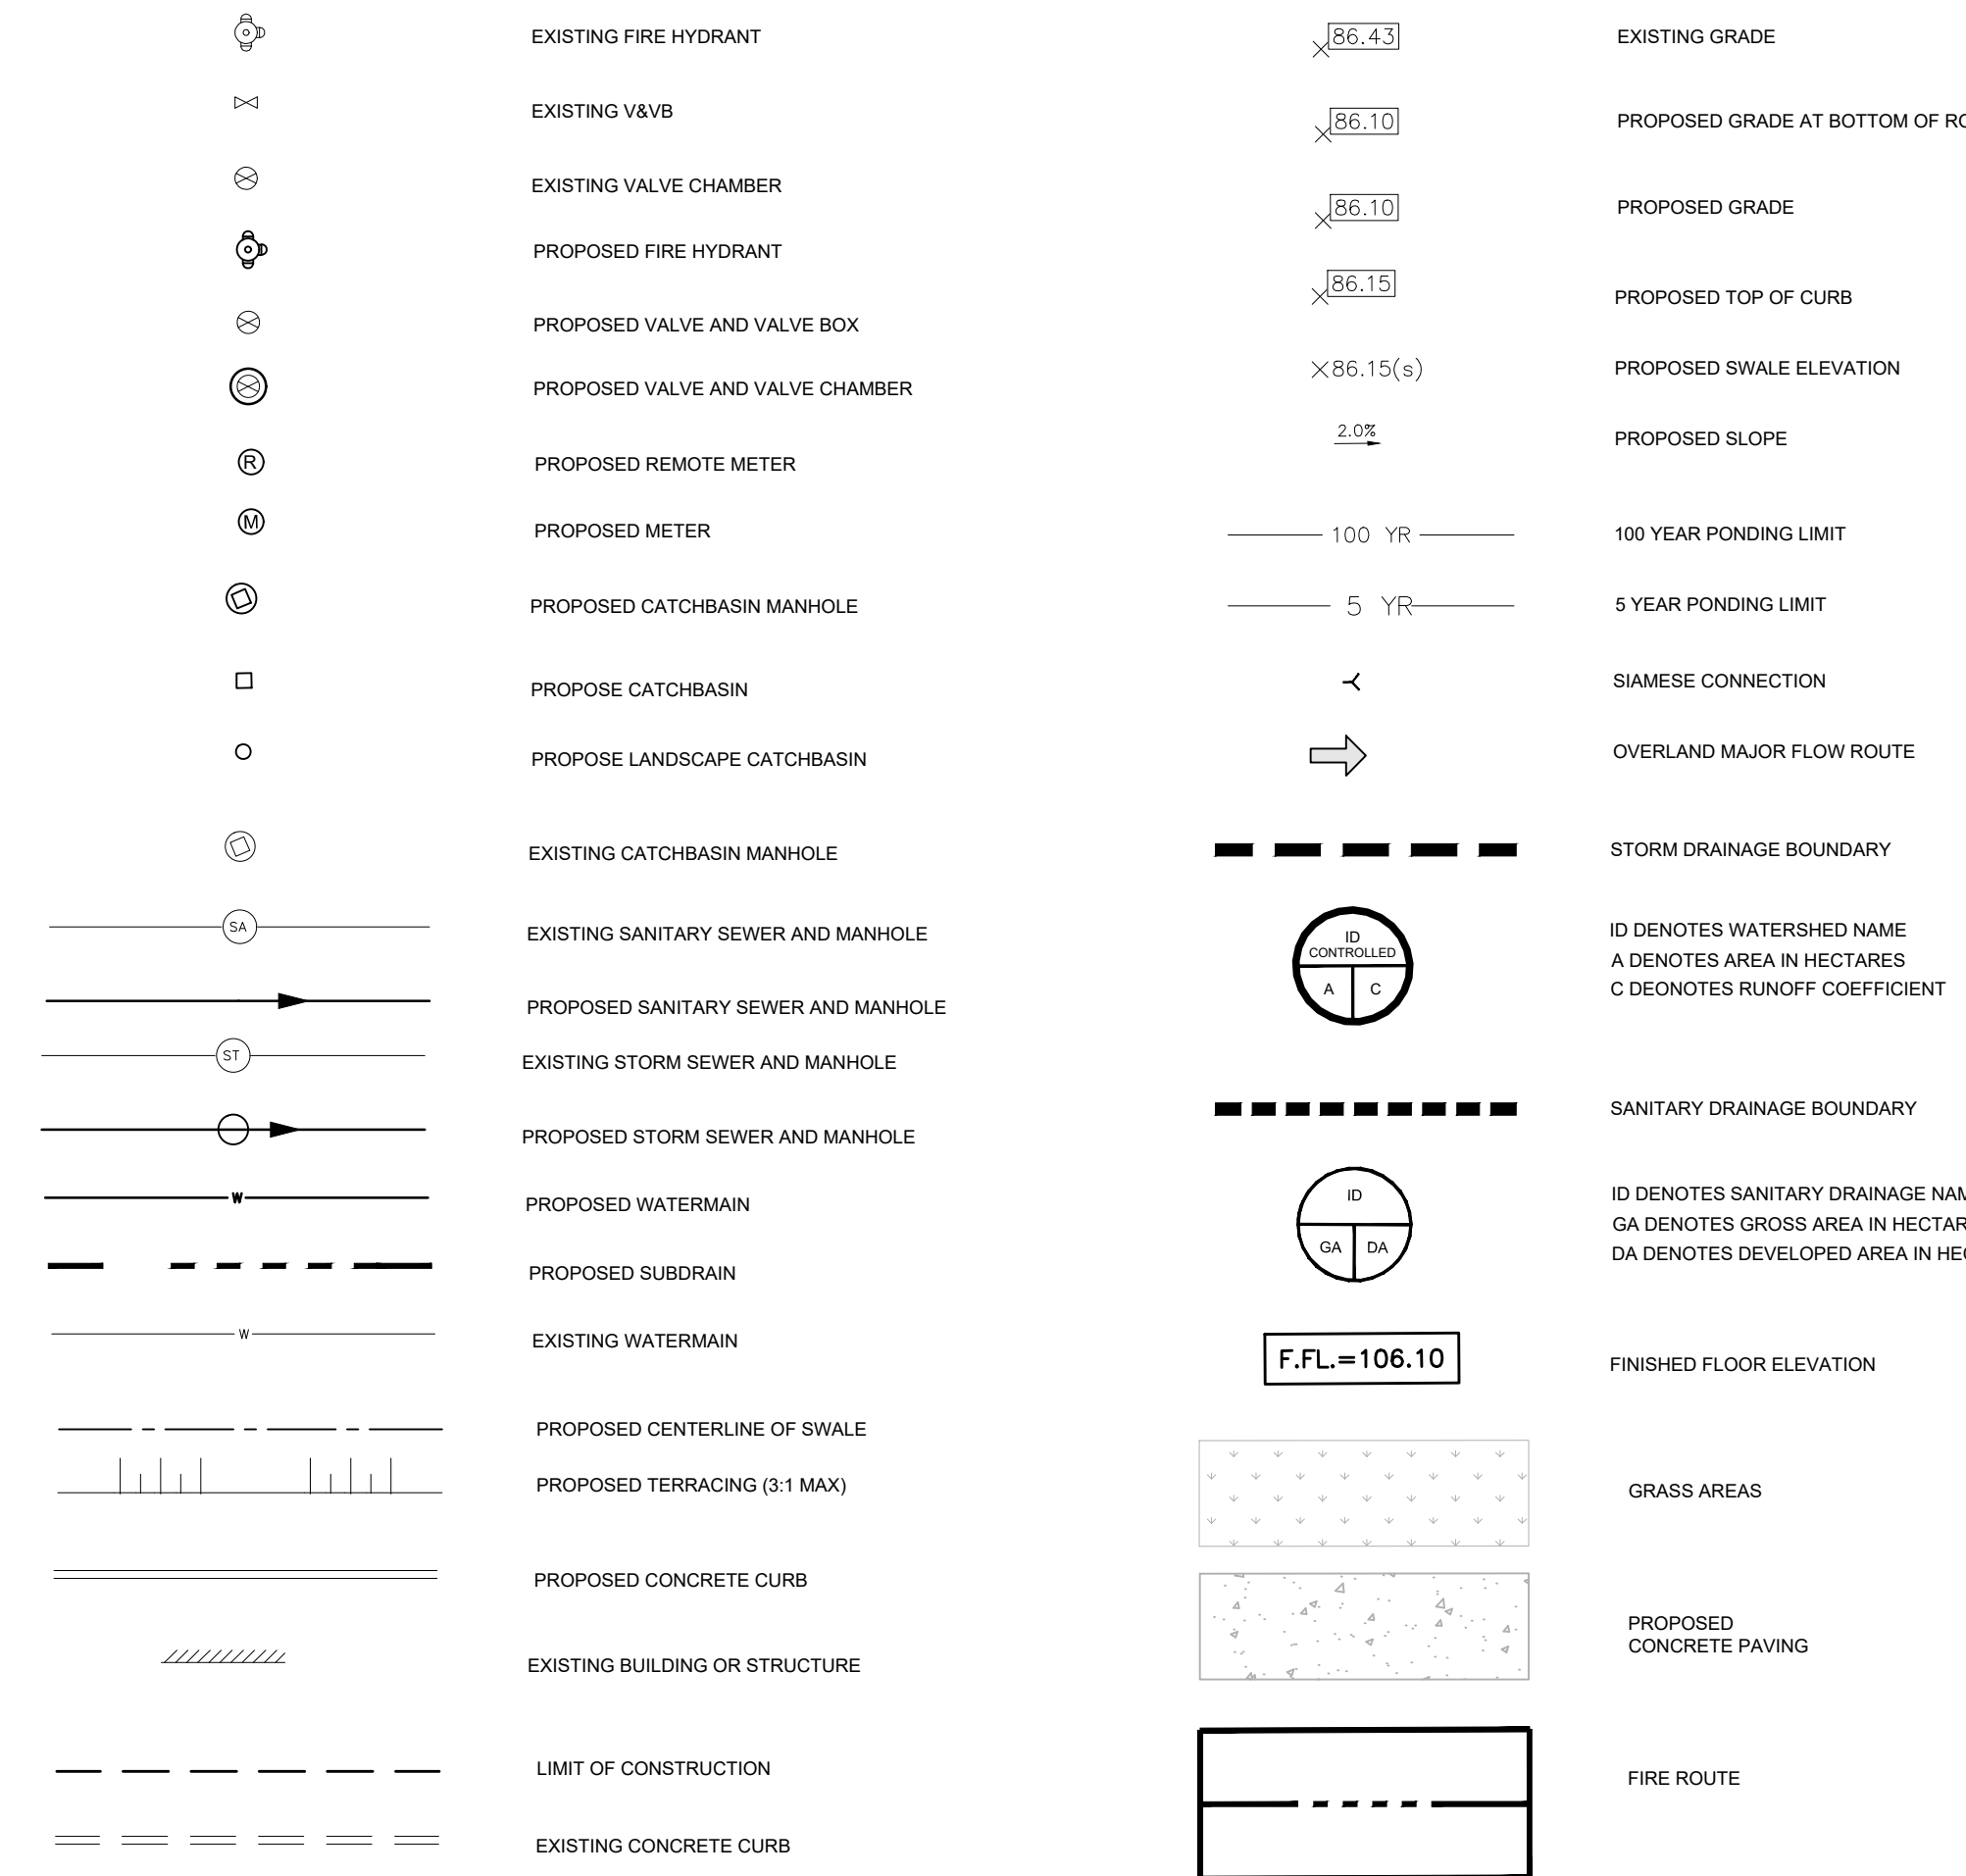 EXISTING FIRE HYDRANT
EXISTING V&VB
EXISTING VALVE CHAMBER
PROPOSED FIRE HYDRANT
PROPOSED VALVE AND VALVE BOX
PROPOSED VALVE AND VALVE CHAMBER
R PROPOSED REMOTE METER
M PROPOSED METER
PROPOSED CATCHBASIN MANHOLE
PROPOSE CATCHBASIN
PROPOSE LANDSCAPE CATCHBASIN
EXISTING CATCHBASIN MANHOLE
SA EXISTING SANITARY SEWER AND MANHOLE
PROPOSED SANITARY SEWER AND MANHOLE
ST EXISTING STORM SEWER AND MANHOLE
PROPOSED STORM SEWER AND MANHOLE
W PROPOSED WATERMAIN
PROPOSED SUBDRAIN
W EXISTING WATERMAIN
PROPOSED CENTERLINE OF SWALE
PROPOSED TERRACING (3:1 MAX)
PROPOSED CONCRETE CURB
EXISTING BUILDING OR STRUCTURE
LIMIT OF CONSTRUCTION
EXISTING CONCRETE CURB
86.43 EXISTING GRADE
86.10 PROPOSED GRADE AT BOTTOM OF
86.10 PROPOSED GRADE
86.15 PROPOSED TOP OF CURB
86.15(s) PROPOSED SWALE ELEVATION
2.0% PROPOSED SLOPE
100 YR 100 YEAR PONDING LIMIT
5 YR 5 YEAR PONDING LIMIT
SIAMESE CONNECTION
OVERLAND MAJOR FLOW ROUTE
STORM DRAINAGE BOUNDARY
ID
CONTROLLED
A C
ID DENOTES WATERSHED NAME
A DENOTES AREA IN HECTARES
C DEONOTES RUNOFF COEFFICIENT
SANITARY DRAINAGE BOUNDARY
ID
GA DA
ID DENOTES SANITARY DRAINAGE
GA DENOTES GROSS AREA IN
DA DENOTES DEVELOPED AREA IN
F.FL.=106.10 FINISHED FLOOR ELEVATION
GRASS AREAS
PROPOSED
CONCRETE PAVING
FIRE ROUTE